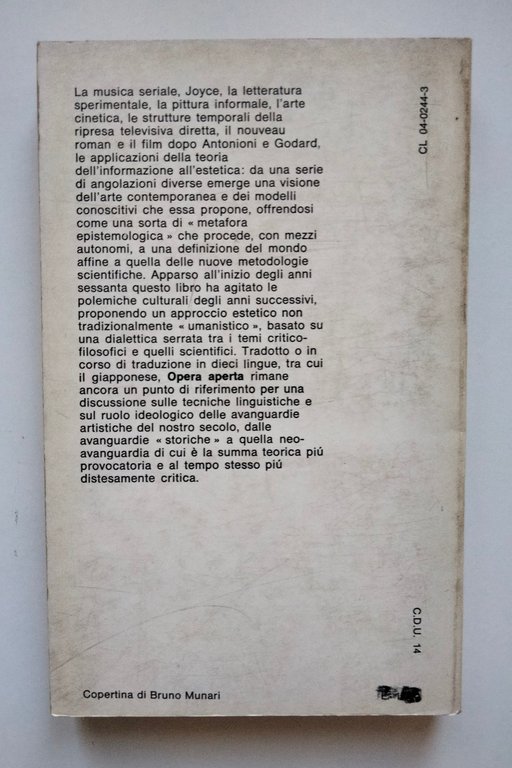 La musica seriale, Joyce, la letteratura
sperimentale, la pittura informale, l'arte
cinetica, le strutture temporali della
ripresa televisiva diretta, il nouveau
roman e il film dopo Antonioni e Godard,
le applicazioni della teoria
dell'informazione all'estetica: da una serie
di angolazioni diverse emerge una visione
dell'arte contemporanea e dei modelli
conoscitivi che essa propone, offrendosi
come una sorta di « metafora
epistemologica » che procede, con mezzi
autonomi, a una definizione del mondo
affine a quella delle nuove metodologie
scientifiche. Apparso all'inizio degli anni
sessanta questo libro ha agitato le
polemiche culturali degli anni successivi,
proponendo un approccio estetico non
tradizionalmente « umanistico », basato su
una dialettica serrata tra i temi critico-
filosofici e quelli scientifici. Tradotto o in
corso di traduzione in dieci lingue, tra cui
il giapponese, Opera aperta rimane
ancora un punto di riferimento per una
discussione sulle tecniche linguistiche e
sul ruolo ideologico delle avanguardie
artistiche del nostro secolo, dalle
avanguardie « storiche » a quella neo-
avanguardia di cui è la summa teorica piú
provocatoria e al tempo stesso piú
distesamente critica.
Copertina di Bruno Munari
CL 04-0244-3
C.D.U. 14